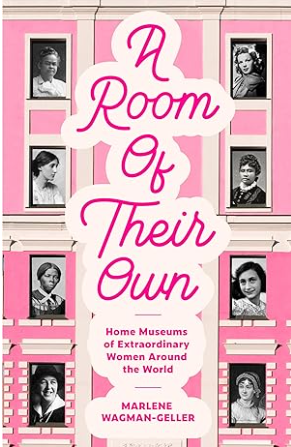 A
Room
Of
Their
Own
Home Museums
of Extraordinary
Women Around
the World
MARLENE
WAGMAN-GELLER